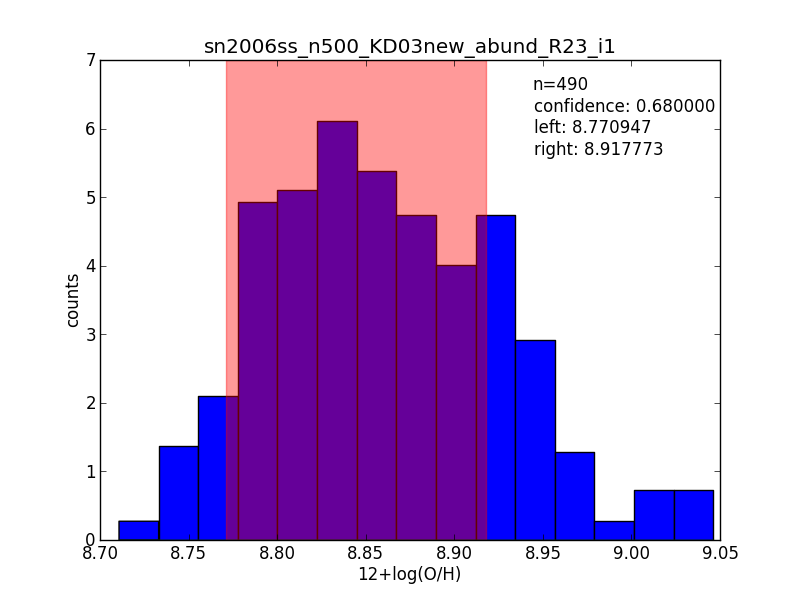 sn2006ss_n500_KD03new_abund_R23_i1
7
n=490
confidence: 0.680000
left: 8.770947
right: 8.917773
6
5
4
counts
3
2
1
0
8.70 8.75 8.80 8.85 8.90 8.95 9.00 9.05
12+log(O/H)